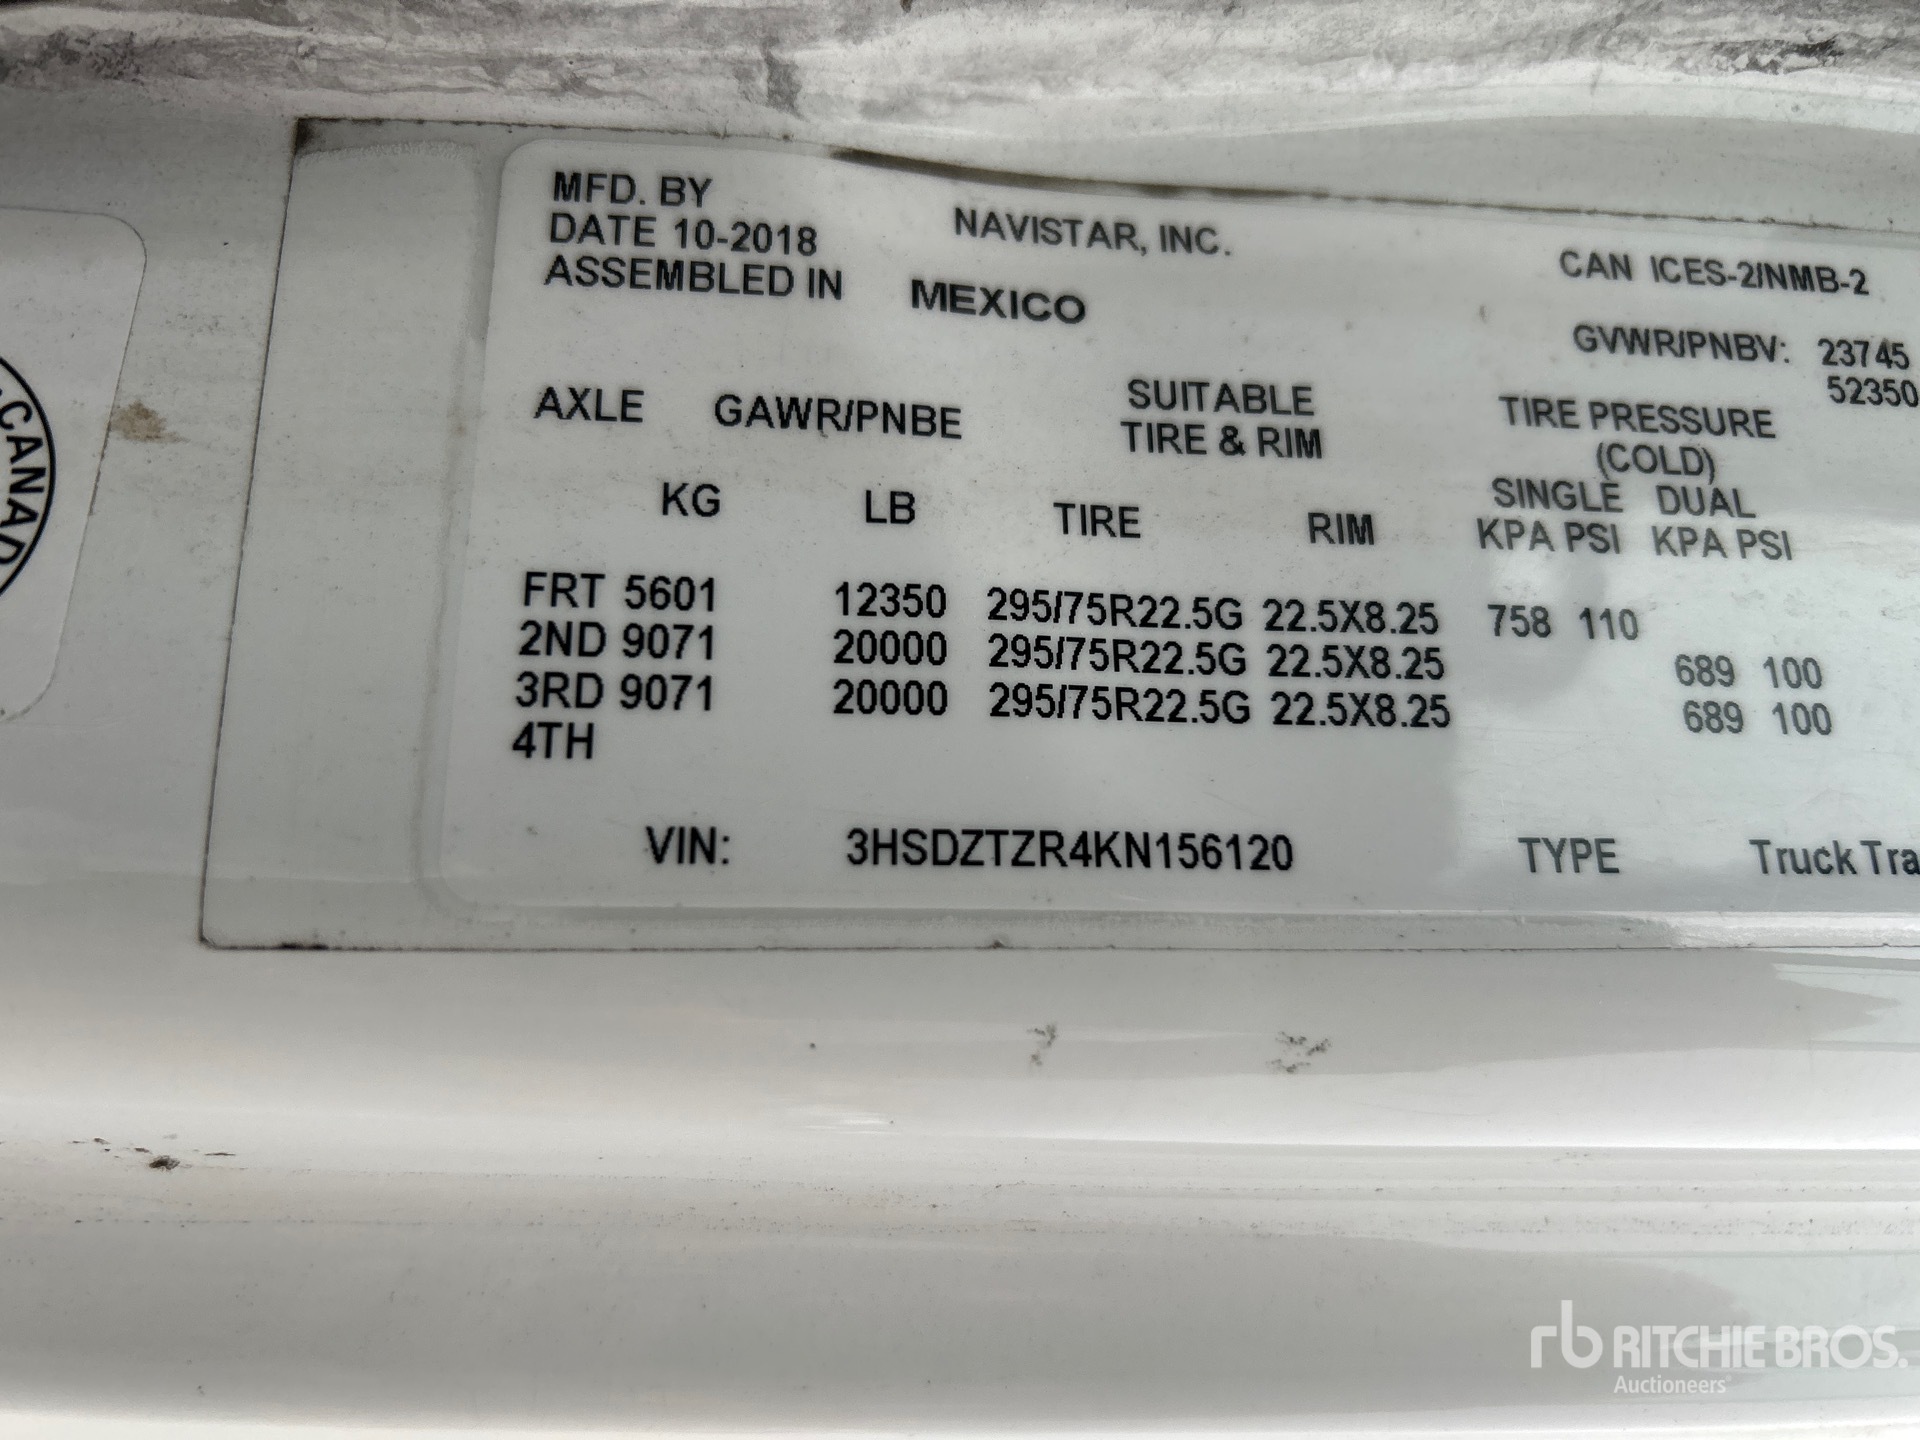 MFD. BY NAVISTAR, INC.
DATE 10-2018
ASSEMBLED IN MEXICO
CAN ICES-2/NMB-2
GVWR/PNBV: 23745
52350
AXLE GAWR/PNBE SUITABLE TIRE PRESSURE
TIRE & RIM (COLD)
SINGLE DUAL
KG LB TIRE RIM KPA PSI KPA PSI
FRT 5601 12350 295/75R22.5G 22.5X8.25 758 110
2ND 9071 20000 295/75R22.5G 22.5X8.25 689 100
3RD 9071 20000 295/75R22.5G 22.5X8.25 689 100
4TH
VIN: 3HSDZTZR4KN156120 TYPE Truck Tra
CANAD
rb RITCHIE BROS.
Auctioneers